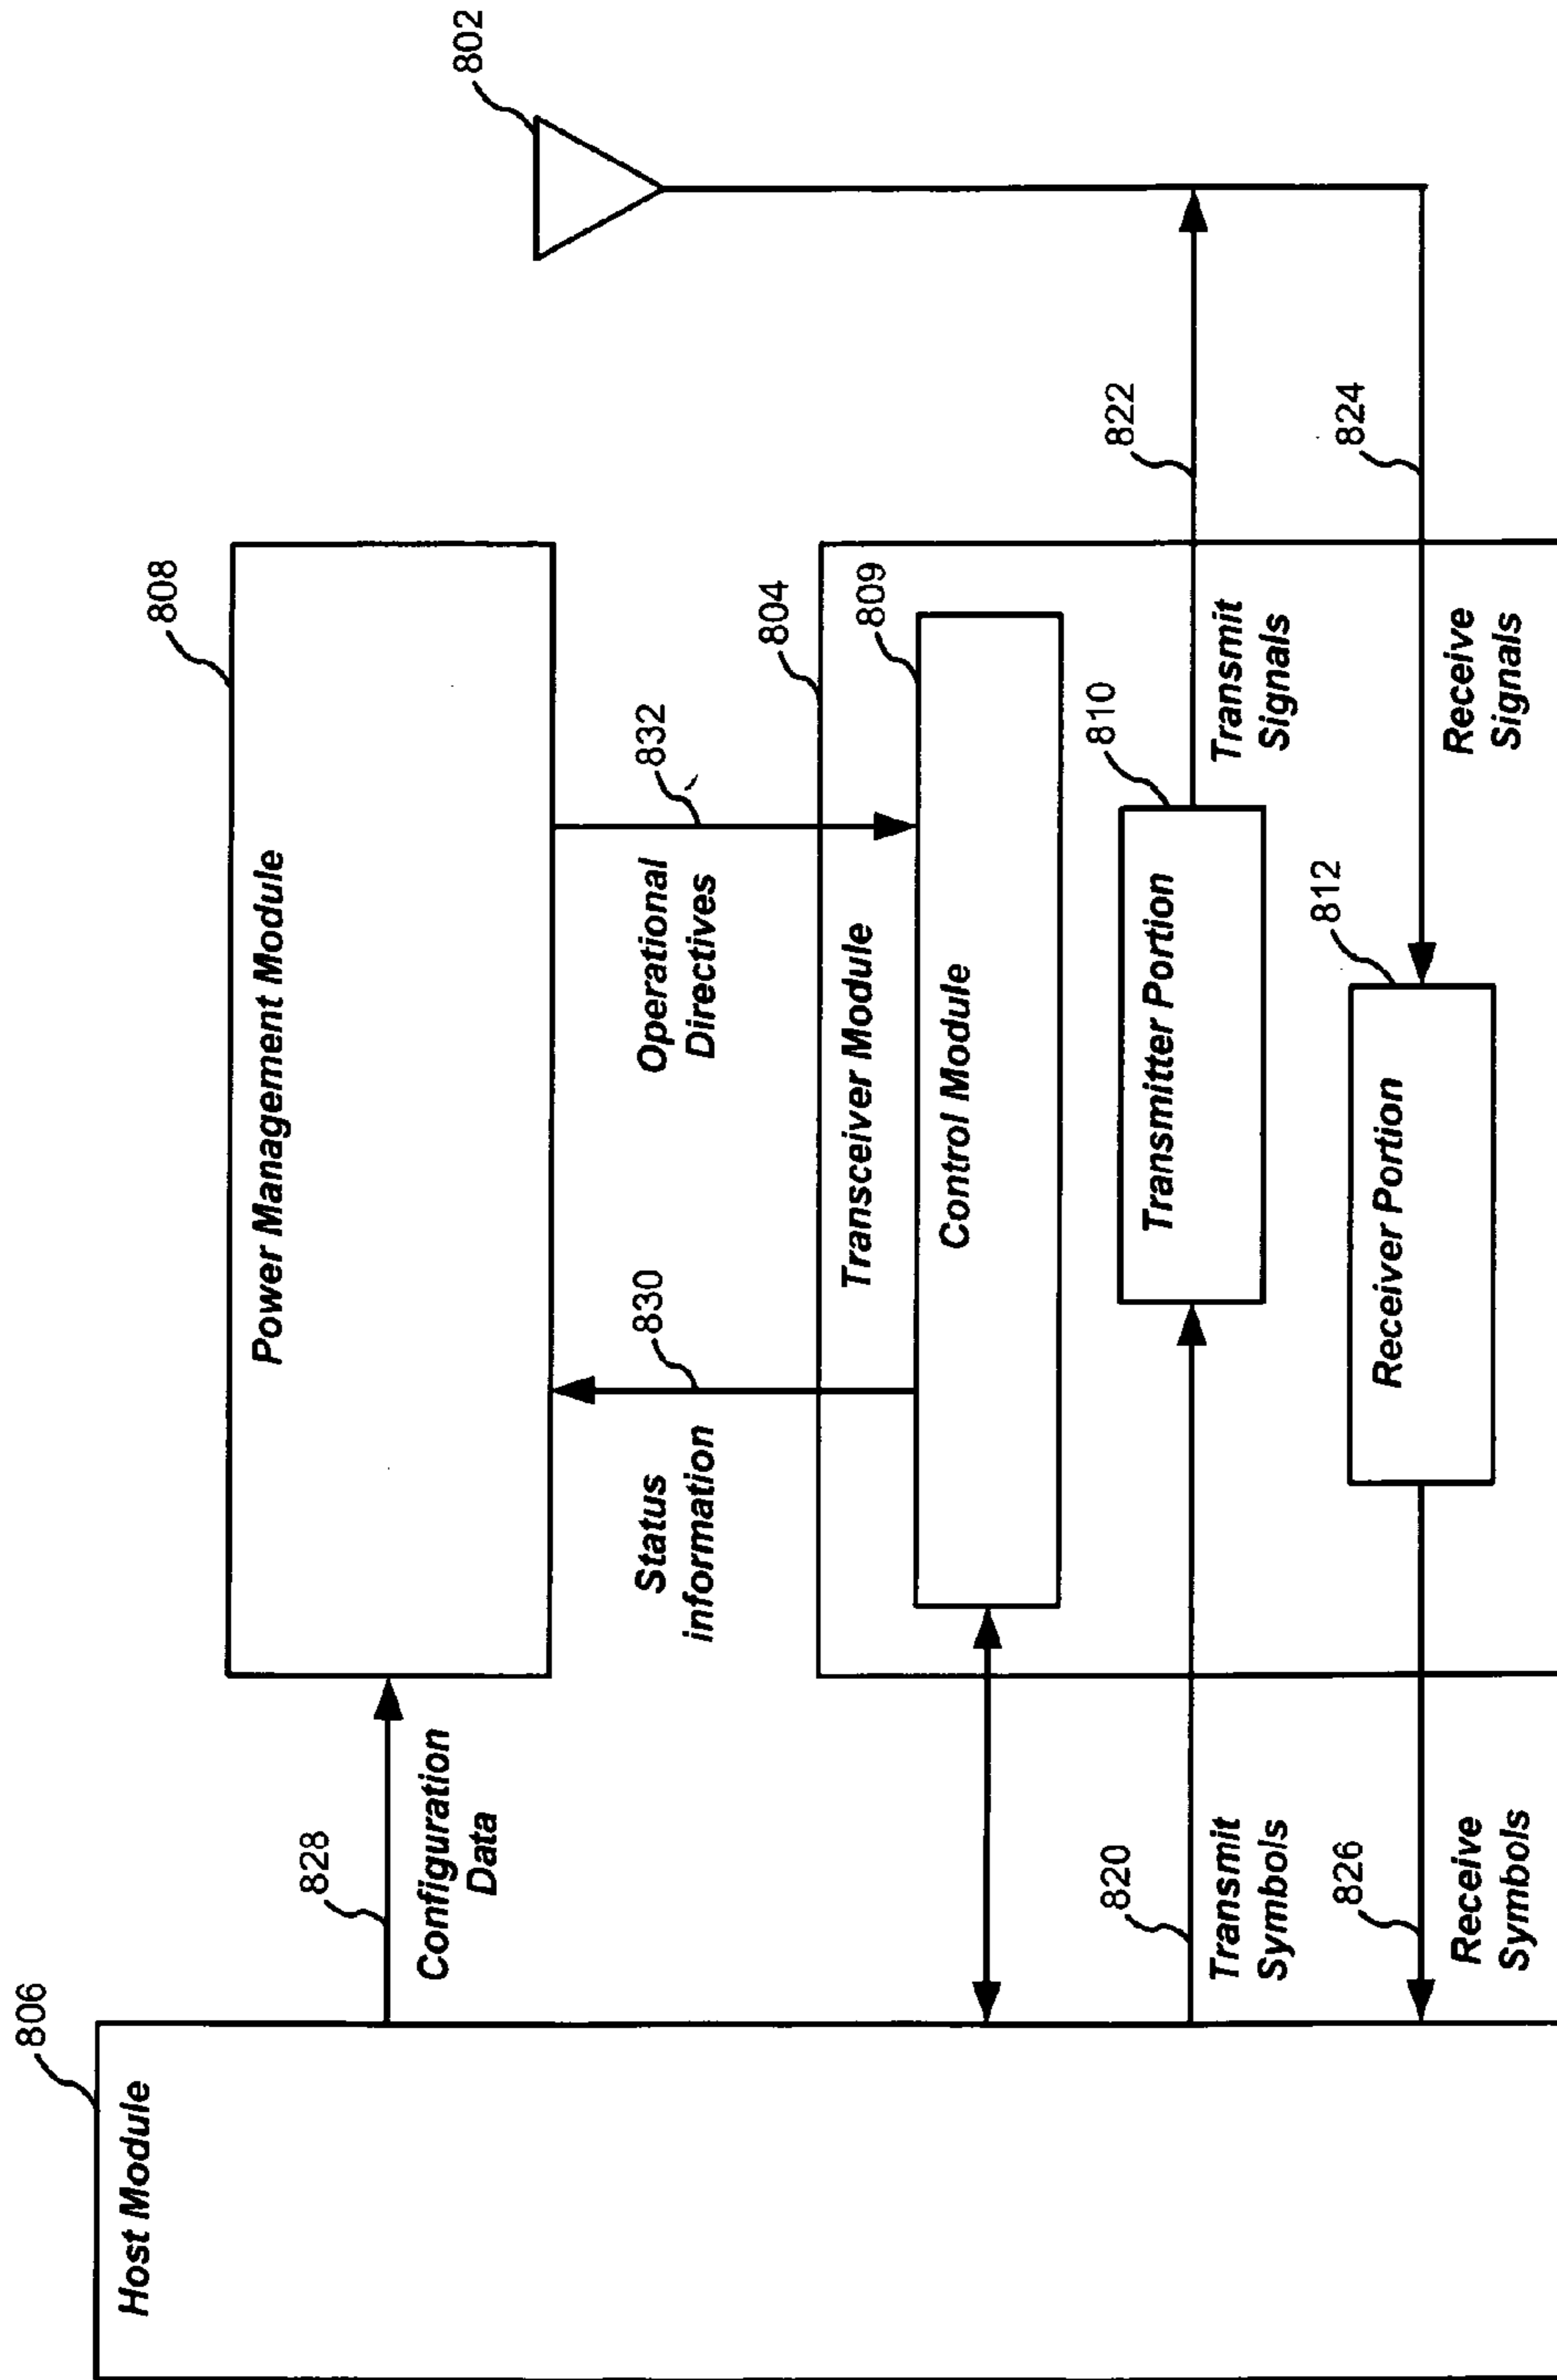 806
Host Module
828
Configuration
Data
808
Power Management Module
830
Status
information
832
Operational
Directives
802
804
Transceiver Module
809
Control Module
820
Transmit
Symbols
810
Transmitter Portion
822
Transmit
Signals
826
Receive
Symbols
812
Receiver Portion
824
Receive
Signals